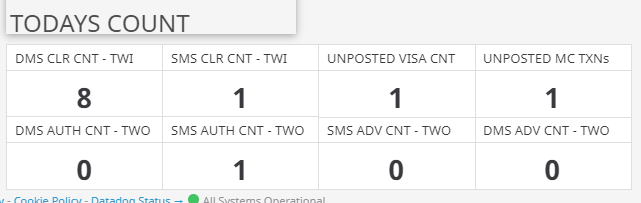 TODAYS COUNT
DMS CLR CNT - TWI SMS CLR CNT - TWI UNPOSTED VISA CNT UNPOSTED MC TXNs
8 1 1 1
DMS AUTH CNT - TWO SMS AUTH CNT - TWO SMS ADV CNT - TWO DMS ADV CNT - TWO
0 1 0 0
- Cookie Policy - Datadog Status → All Systems Operational